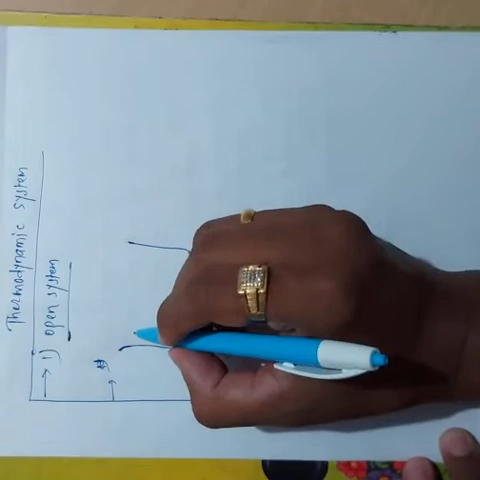 Thermodynamic system
→ 1) open system